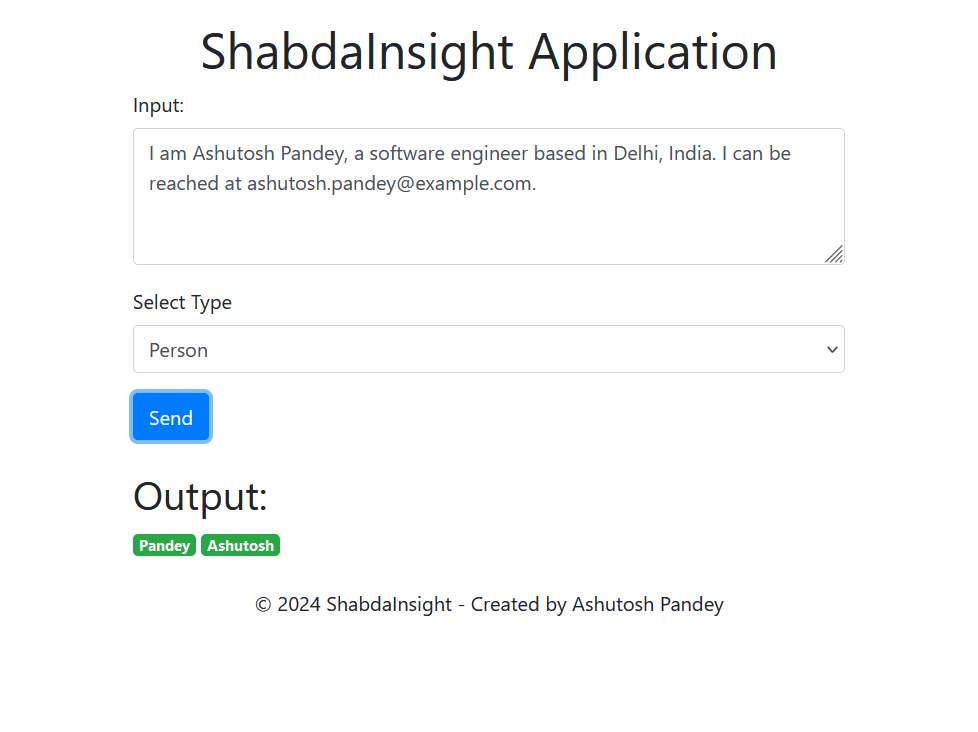 ShabdaInsight Application
Input:
I am Ashutosh Pandey, a software engineer based in Delhi, India. I can be
reached at ashutosh.pandey@example.com.
Select Type
Person
Send
Output:
Pandey Ashutosh
© 2024 ShabdaInsight - Created by Ashutosh Pandey